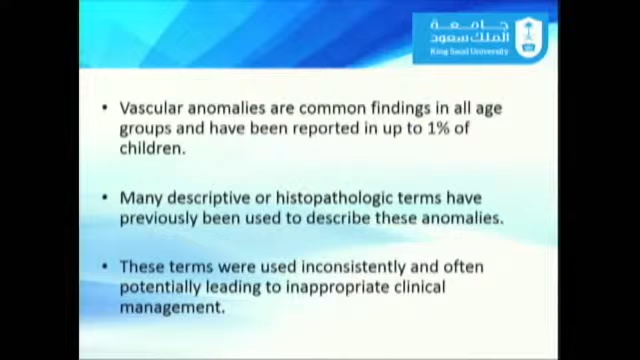 جامعة
الملك سعود
King Saud University
• Vascular anomalies are common findings in all age
groups and have been reported in up to 1% of
children.
• Many descriptive or histopathologic terms have
previously been used to describe these anomalies.
• These terms were used inconsistently and often
potentially leading to inappropriate clinical
management.